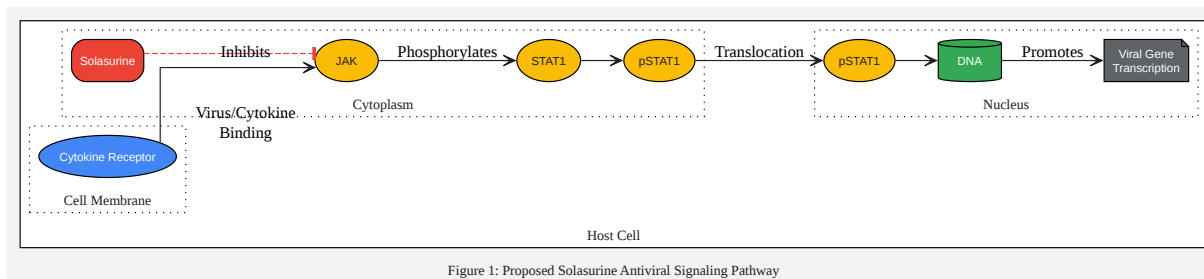 Solasurine
Inhibits
JAK
Phosphorylates
STAT1
pSTAT1
Translocation
pSTAT1
DNA
Promotes
Viral Gene
Transcription
Cytoplasm
Nucleus
Virus/Cytokine
Binding
Cytokine Receptor
Cell Membrane
Host Cell
Figure 1: Proposed Solasurine Antiviral Signaling Pathway